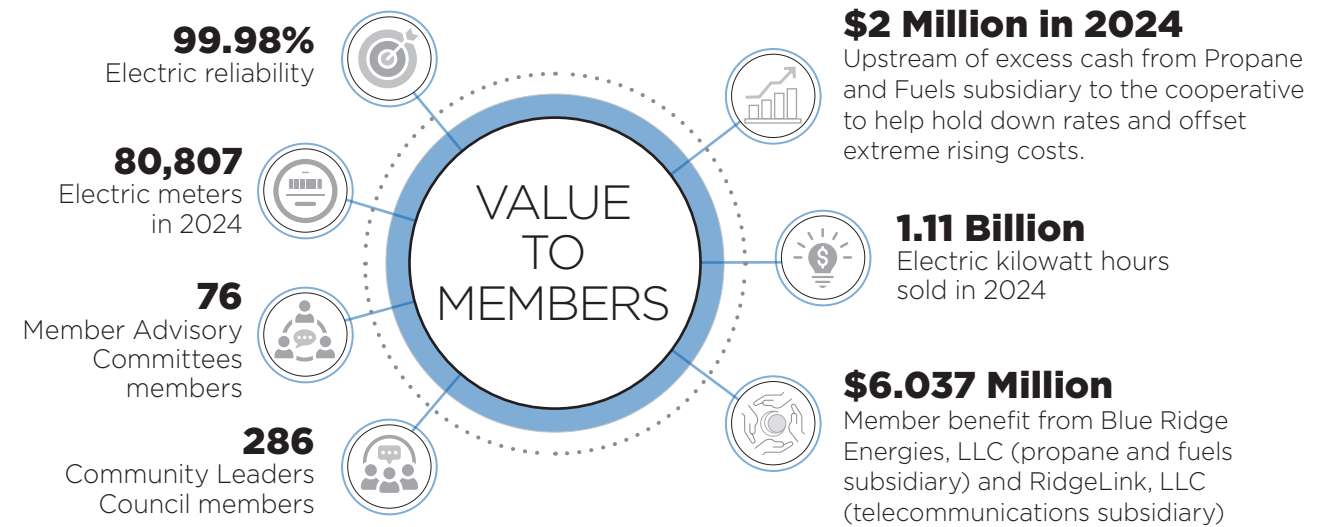 99.98%
Electric reliability
80,807
Electric meters
in 2024
76
Member Advisory
Committees
members
286
Community Leaders
Council members
VALUE
TO
MEMBERS
$2 Million in 2024
Upstream of excess cash from Propane
and Fuels subsidiary to the cooperative
to help hold down rates and offset
extreme rising costs.
$
1.11 Billion
Electric kilowatt hours
sold in 2024
$6.037 Million
Member benefit from Blue Ridge
Energies, LLC (propane and fuels
subsidiary) and RidgeLink, LLC
(telecommunications subsidiary)